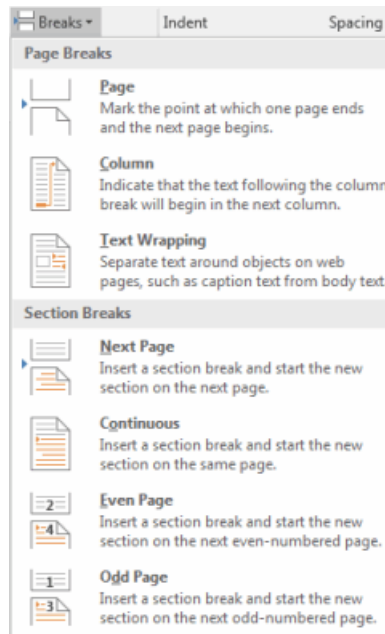 Breaks Indent Spacing
Page Breaks
Page
Mark the point at which one page ends
and the next page begins.
Column
Indicate that the text following the column
break will begin in the next column.
Text Wrapping
Separate text around objects on web
pages, such as caption text from body text
Section Breaks
Next Page
Insert a section break and start the new
section on the next page.
Continuous
Insert a section break and start the new
section on the same page.
2
4
Even Page
Insert a section break and start the new
section on the next even-numbered page.
1
3
Odd Page
Insert a section break and start the new
section on the next odd-numbered page.